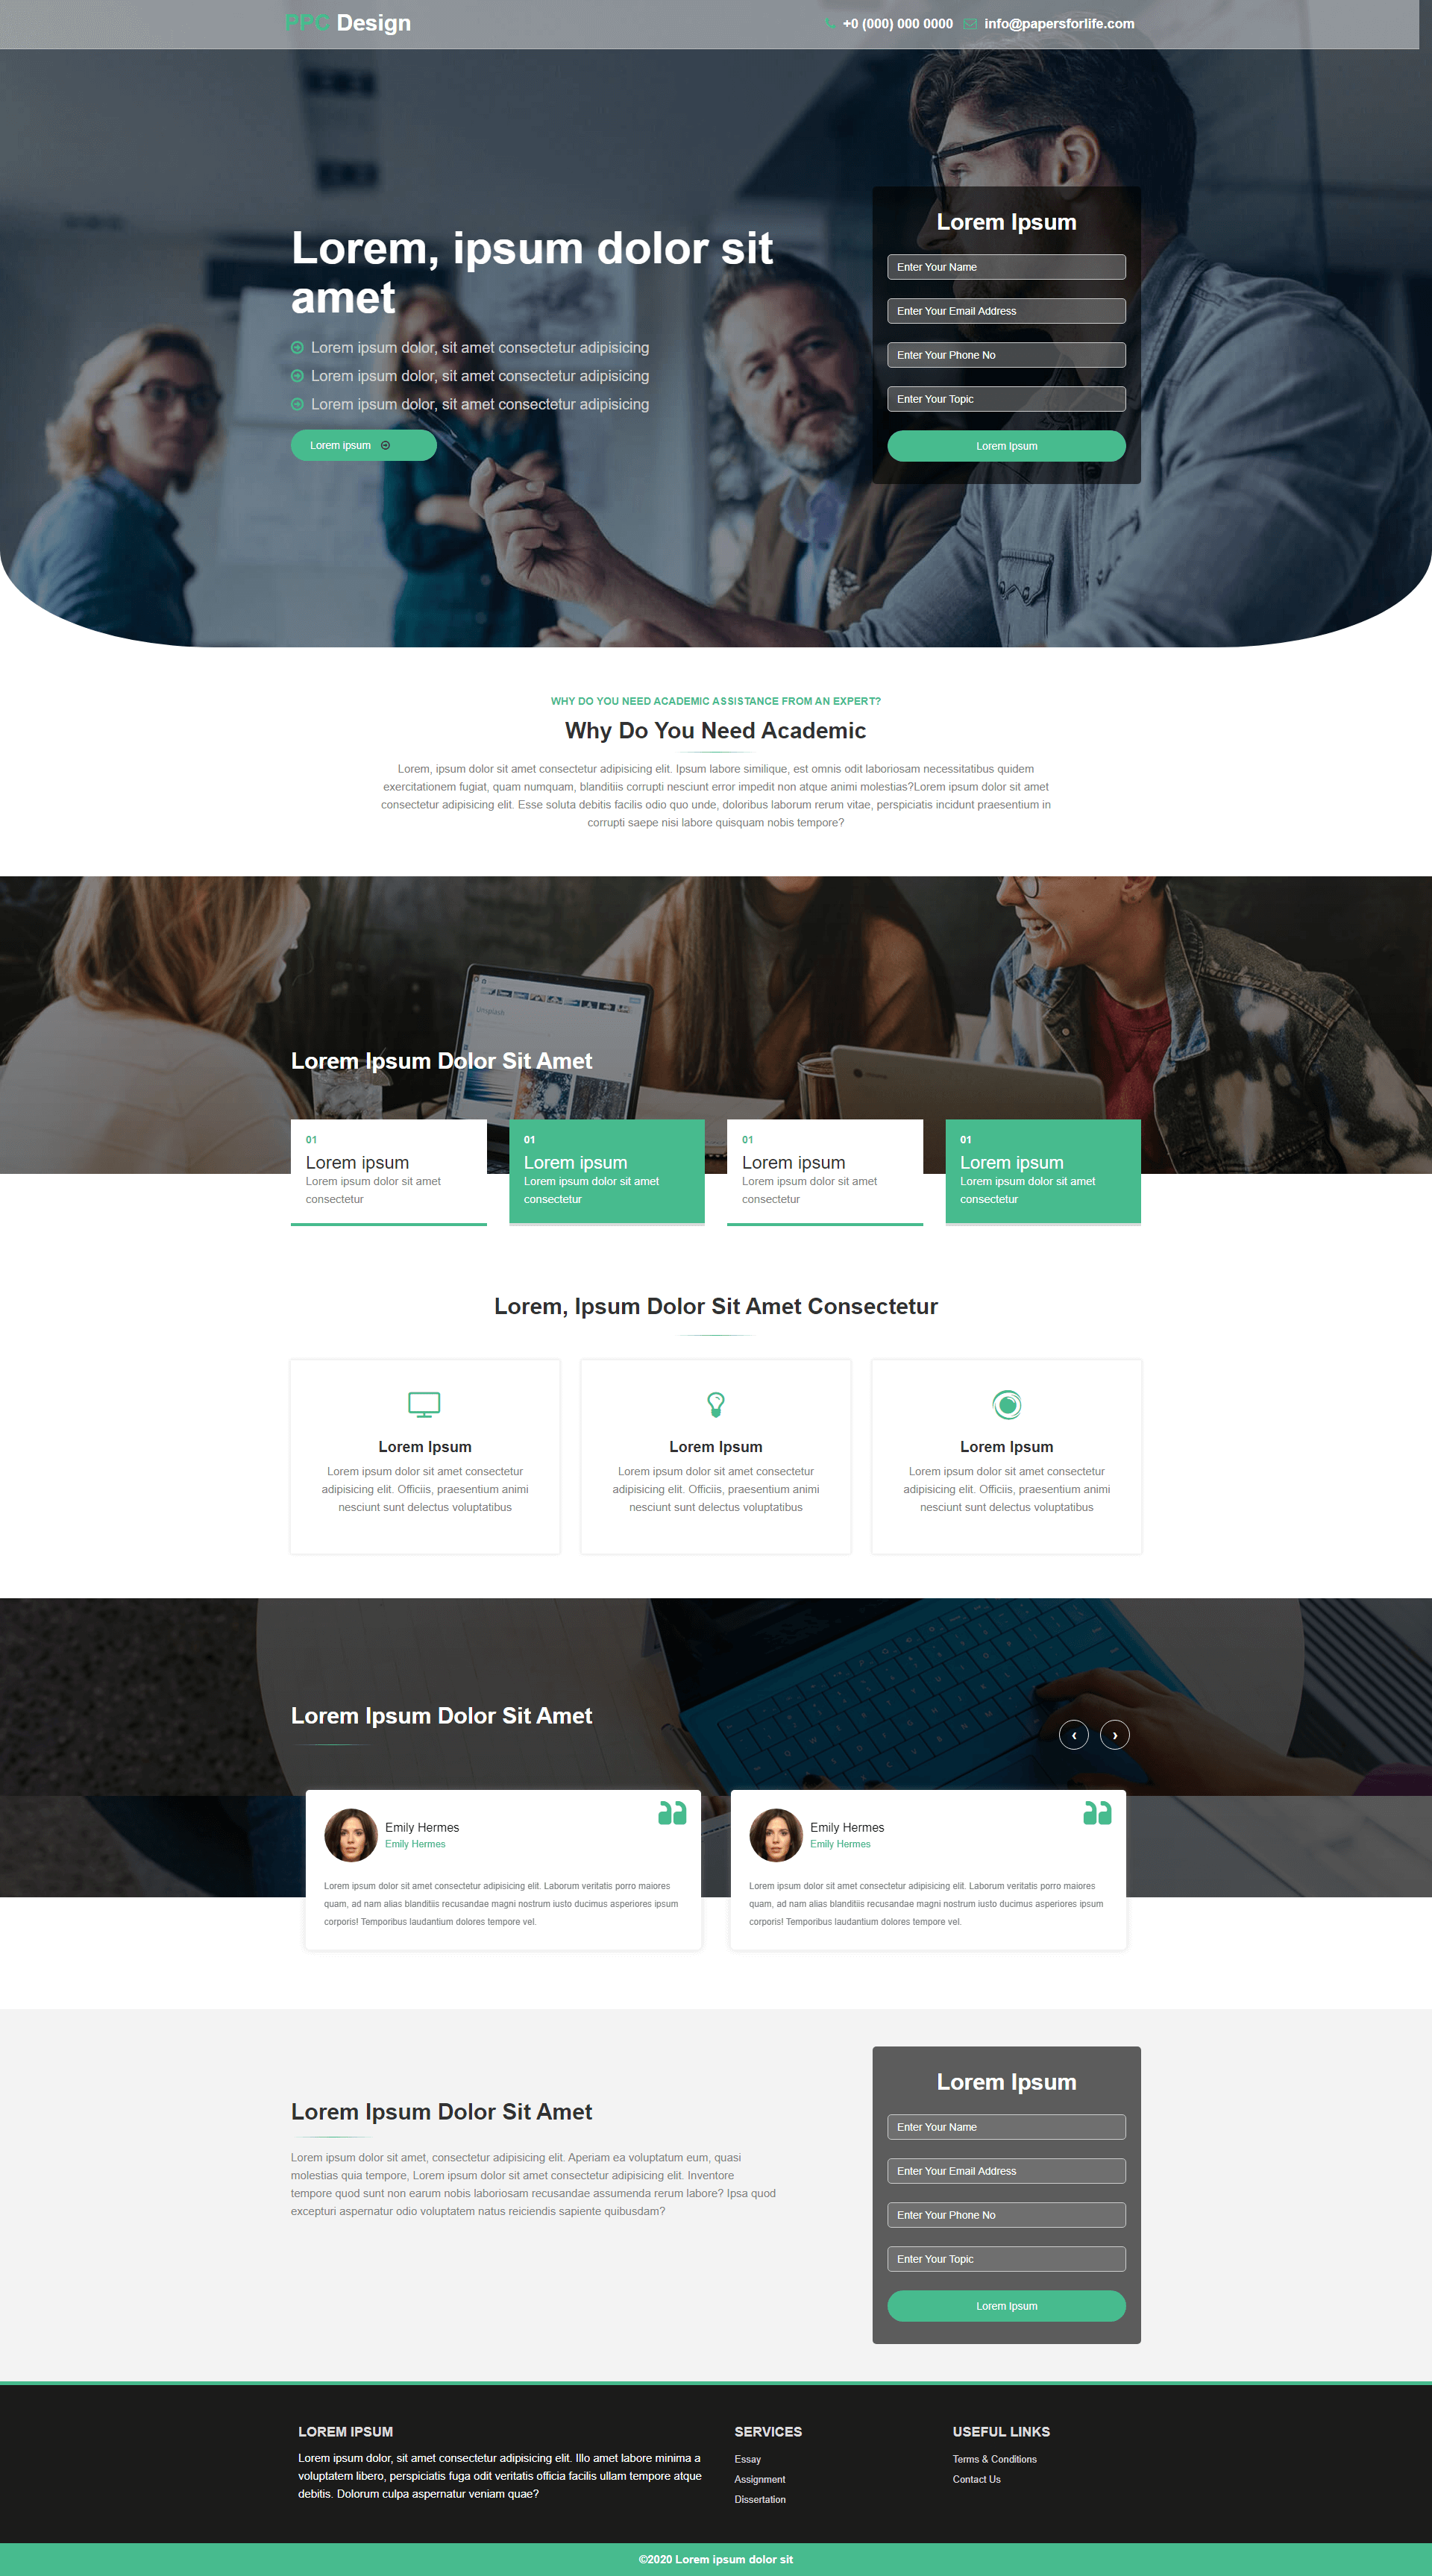 PPC Design
+0 (000) 000 0000 info@papersforlife.com
Lorem, ipsum dolor sit
amet
Lorem ipsum dolor, sit amet consectetur adipisicing
Lorem ipsum dolor, sit amet consectetur adipisicing
Lorem ipsum dolor, sit amet consectetur adipisicing
Lorem ipsum
Lorem Ipsum
Enter Your Name
Enter Your Email Address
Enter Your Phone No
Enter Your Topic
Lorem Ipsum
WHY DO YOU NEED ACADEMIC ASSISTANCE FROM AN EXPERT?
Why Do You Need Academic
Lorem, ipsum dolor sit amet consectetur adipisicing elit. Ipsum labore similique, est omnis odit laboriosam necessitatibus quidem
exercitationem fugiat, quam numquam, blanditiis corrupti nesciunt error impedit non atque animi molestias?Lorem ipsum dolor sit amet
consectetur adipisicing elit. Esse soluta debitis facilis odio quo unde, doloribus laborum rerum vitae, perspiciatis incidunt praesentium in
corrupti saepe nisi labore quisquam nobis tempore?
Unsplash
Lorem Ipsum Dolor Sit Amet
01
Lorem ipsum
Lorem ipsum dolor sit amet
consectetur
01
Lorem ipsum
Lorem ipsum dolor sit amet
consectetur
01
Lorem ipsum
Lorem ipsum dolor sit amet
consectetur
01
Lorem ipsum
Lorem ipsum dolor sit amet
consectetur
Lorem, Ipsum Dolor Sit Amet Consectetur
Lorem Ipsum
Lorem ipsum dolor sit amet consectetur
adipisicing elit. Officiis, praesentium animi
nesciunt sunt delectus voluptatibus
Lorem Ipsum
Lorem ipsum dolor sit amet consectetur
adipisicing elit. Officiis, praesentium animi
nesciunt sunt delectus voluptatibus
Lorem Ipsum
Lorem ipsum dolor sit amet consectetur
adipisicing elit. Officiis, praesentium animi
nesciunt sunt delectus voluptatibus
Lorem Ipsum Dolor Sit Amet
Emily Hermes
Emily Hermes
Lorem ipsum dolor sit amet consectetur adipisicing elit. Laborum veritatis porro maiores
quam, ad nam alias blanditiis recusandae magni nostrum iusto ducimus asperiores ipsum
corporis! Temporibus laudantium dolores tempore vel.
Emily Hermes
Emily Hermes
Lorem ipsum dolor sit amet consectetur adipisicing elit. Laborum veritatis porro maiores
quam, ad nam alias blanditiis recusandae magni nostrum iusto ducimus asperiores ipsum
corporis! Temporibus laudantium dolores tempore vel.
Lorem Ipsum Dolor Sit Amet
Lorem ipsum dolor sit amet, consectetur adipisicing elit. Aperiam ea voluptatum eum, quasi
molestias quia tempore, Lorem ipsum dolor sit amet consectetur adipisicing elit. Inventore
tempore quod sunt non earum nobis laboriosam recusandae assumenda rerum labore? Ipsa quod
excepturi aspernatur odio voluptatem natus reiciendis sapiente quibusdam?
Lorem Ipsum
Enter Your Name
Enter Your Email Address
Enter Your Phone No
Enter Your Topic
Lorem Ipsum
LOREM IPSUM
Lorem ipsum dolor, sit amet consectetur adipisicing elit. Illo amet labore minima a
voluptatem libero, perspiciatis fuga odit veritatis officia facilis ullam tempore atque
debitis. Dolorum culpa aspernatur veniam quae?
SERVICES
Essay
Assignment
Dissertation
USEFUL LINKS
Terms & Conditions
Contact Us
©2020 Lorem ipsum dolor sit